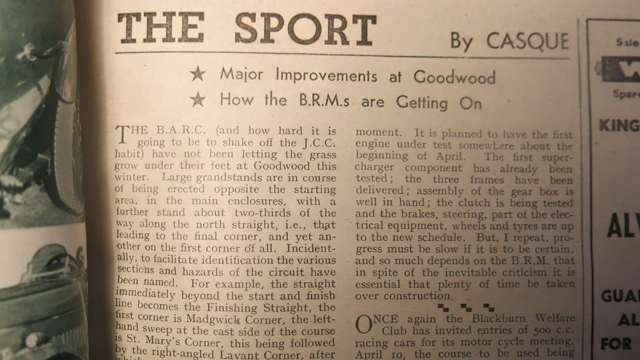 THE SPORT By CASQUE
★ Major Improvements at Goodwood
★ How the B.R.M.s are Getting On
THE B.A.R.C. (and how hard it is
going to be to shake off the J.C.C.
habit) have not been letting the grass
grow under their feet at Goodwood this
winter. Large grandstands are in course
of being erected opposite the starting
area, in the main enclosures, with a
further stand about two-thirds of the
way along the north straight, i.e., that
leading to the final corner, and yet an-
other on the first corner of all. Incident-
ally, to facilitate identification the various
sections and hazards of the circuit have
been named. For example, the straight
immediately beyond the start and finish
line becomes the Finishing Straight, the
first corner is Madgwick Corner, the left-
hand sweep at the east side of the course
is St. Mary's Corner, this being followed
by the right-angled Lavant Corner, after
moment. It is planned to have the first
engine under test somewhere about the
beginning of April. The first super-
charger component has already been
tested; the three frames have been
delivered; assembly of the gear box is
well in hand; the clutch is being tested
and the brakes, steering, part of the elec-
trical equipment, wheels and tyres are up
to the new schedule. But, I repeat, pro-
gress must be slow if it is to be certain,
and so much depends on the B.R.M. that
in spite of the inevitable criticism it is
essential that plenty of time be taken
over construction.
ONCE again the Blackburn Welfare
Club has invited entries of 500 c.c.
racing cars for its motor cycle meeting,
April 10, the course to be used being
Sale
W
Spare
KING
ALV
GUA
AL
FOR